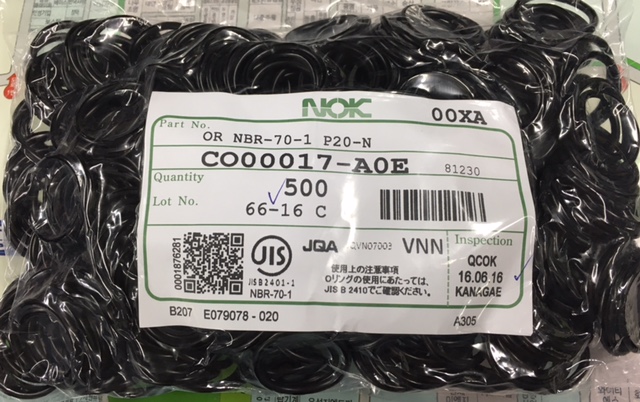 NOK
00XA
Part No.
OR NBR-70-1 P20-N
CO00017-A0E
81230
Quantity
500
Lot No.
66-16 C
0001876281
JIS
JIS B 2401-1
NBR-70-1
JQA
QVN07003
VNN
Inspection
QCOK
16.06.16
KANAGAE
使用上の注意事項
Oリングの使用にあたっては、
JIS B 2410でご確認ください。
B207 E079078-020
A305